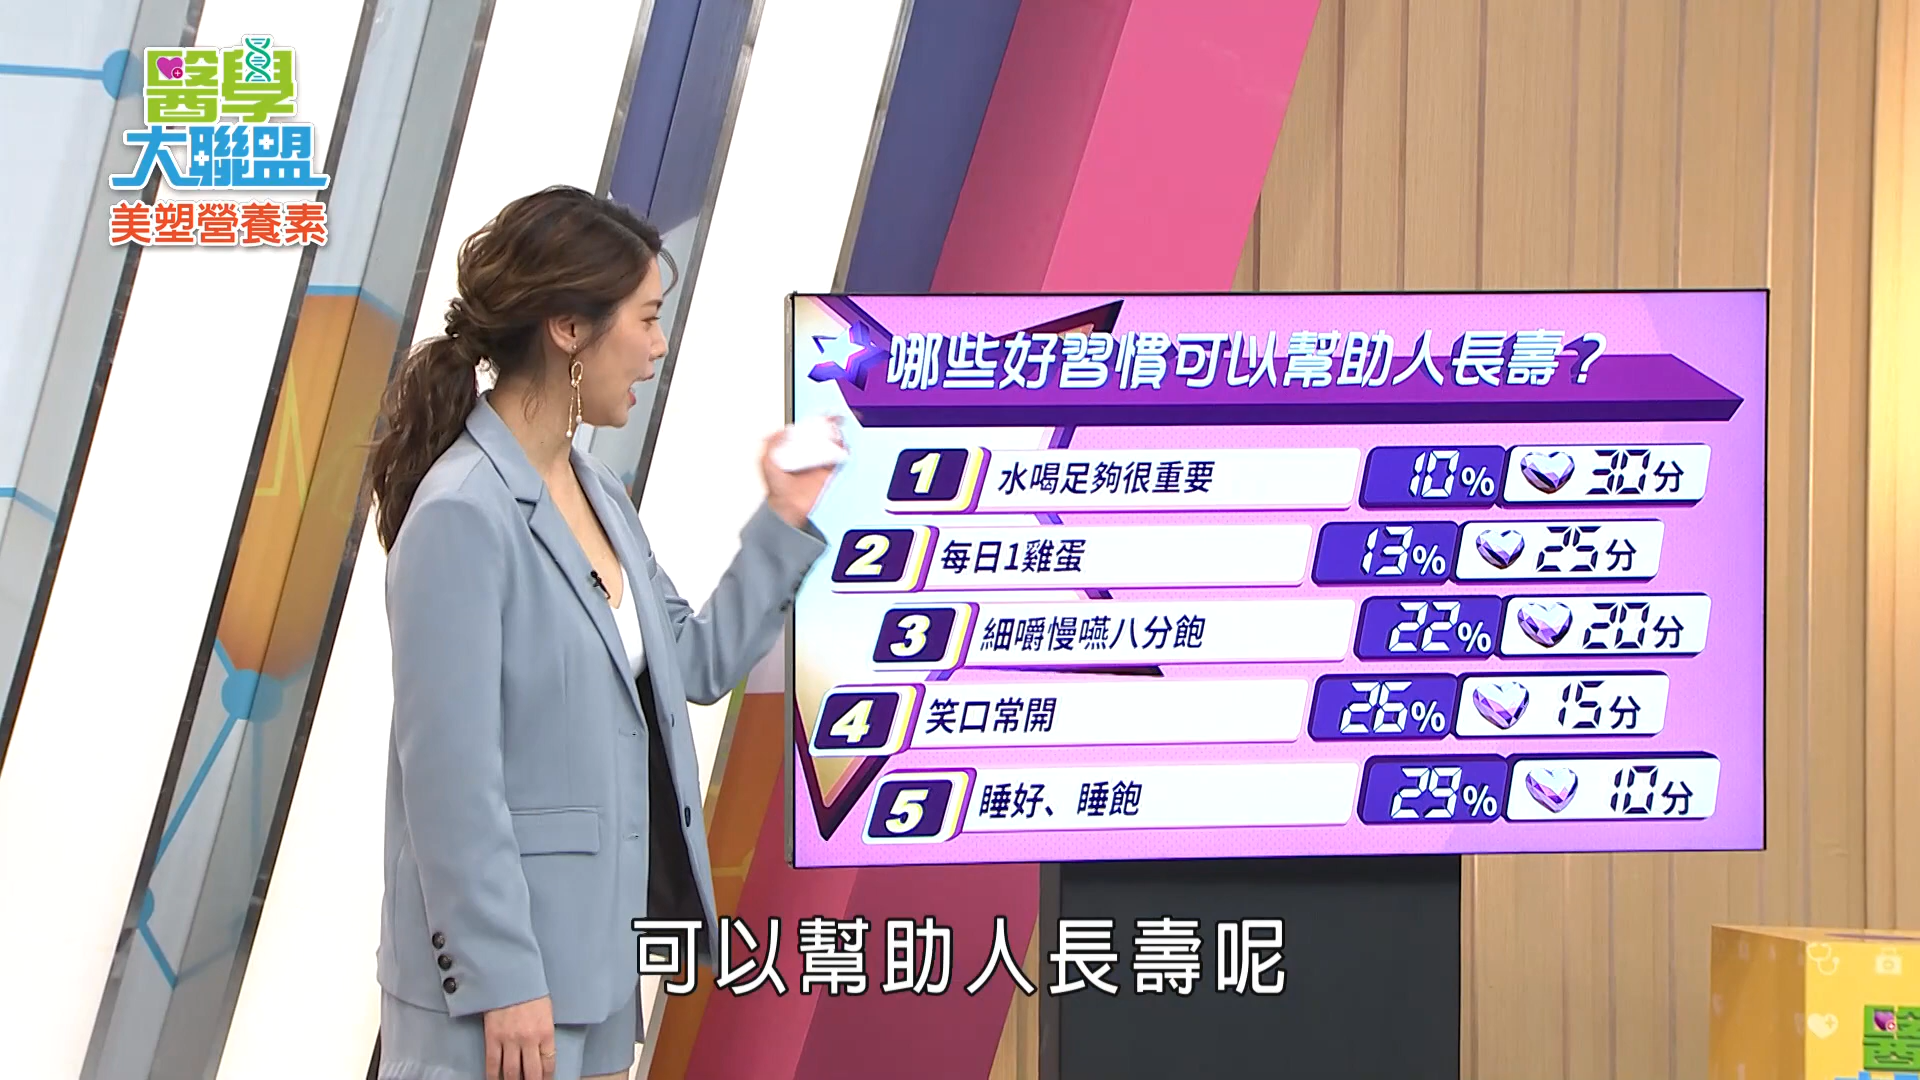 醫學
大聯盟
美塑營養素
哪些好習慣可以幫助人長壽？
1 水喝足夠很重要 10% 30分
2 每日1雞蛋 13% 25分
3 細嚼慢嚥八分飽 22% 20分
4 笑口常開 26% 15分
5 睡好、睡飽 29% 10分
可以幫助人長壽呢
醫